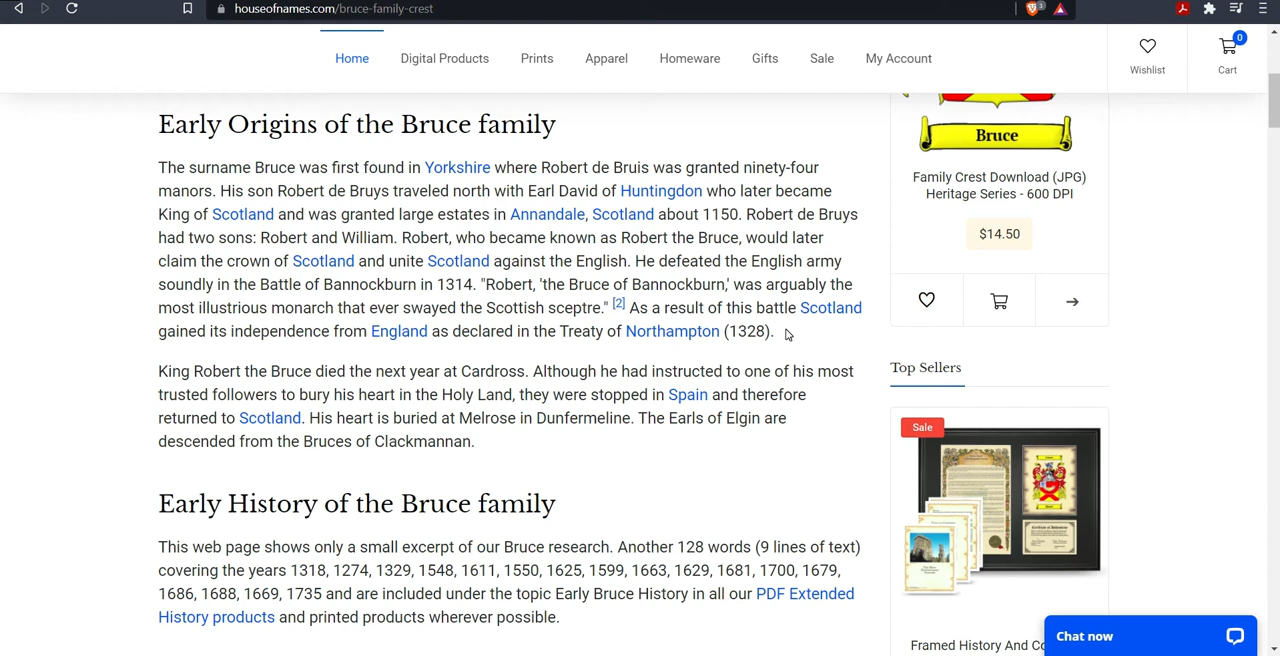 houseofnames.com/bruce-family-crest
3
Home Digital Products Prints Apparel Homeware Gifts Sale My Account
Wishlist
0
Cart
Early Origins of the Bruce family
The surname Bruce was first found in Yorkshire where Robert de Bruis was granted ninety-four
manors. His son Robert de Bruys traveled north with Earl David of Huntingdon who later became
King of Scotland and was granted large estates in Annandale, Scotland about 1150. Robert de Bruys
had two sons: Robert and William. Robert, who became known as Robert the Bruce, would later
claim the crown of Scotland and unite Scotland against the English. He defeated the English army
soundly in the Battle of Bannockburn in 1314. "Robert, 'the Bruce of Bannockburn,' was arguably the
most illustrious monarch that ever swayed the Scottish sceptre." [2] As a result of this battle Scotland
gained its independence from England as declared in the Treaty of Northampton (1328).
King Robert the Bruce died the next year at Cardross. Although he had instructed to one of his most
trusted followers to bury his heart in the Holy Land, they were stopped in Spain and therefore
returned to Scotland. His heart is buried at Melrose in Dunfermeline. The Earls of Elgin are
descended from the Bruces of Clackmannan.
Early History of the Bruce family
This web page shows only a small excerpt of our Bruce research. Another 128 words (9 lines of text)
covering the years 1318, 1274, 1329, 1548, 1611, 1550, 1625, 1599, 1663, 1629, 1681, 1700, 1679,
1686, 1588, 1669, 1735 and are included under the topic Early Bruce History in all our PDF Extended
History products and printed products wherever possible.
Bruce
Family Crest Download (JPG)
Heritage Series - 600 DPI
$14.50
Top Sellers
Sale
Framed History And
Chat now